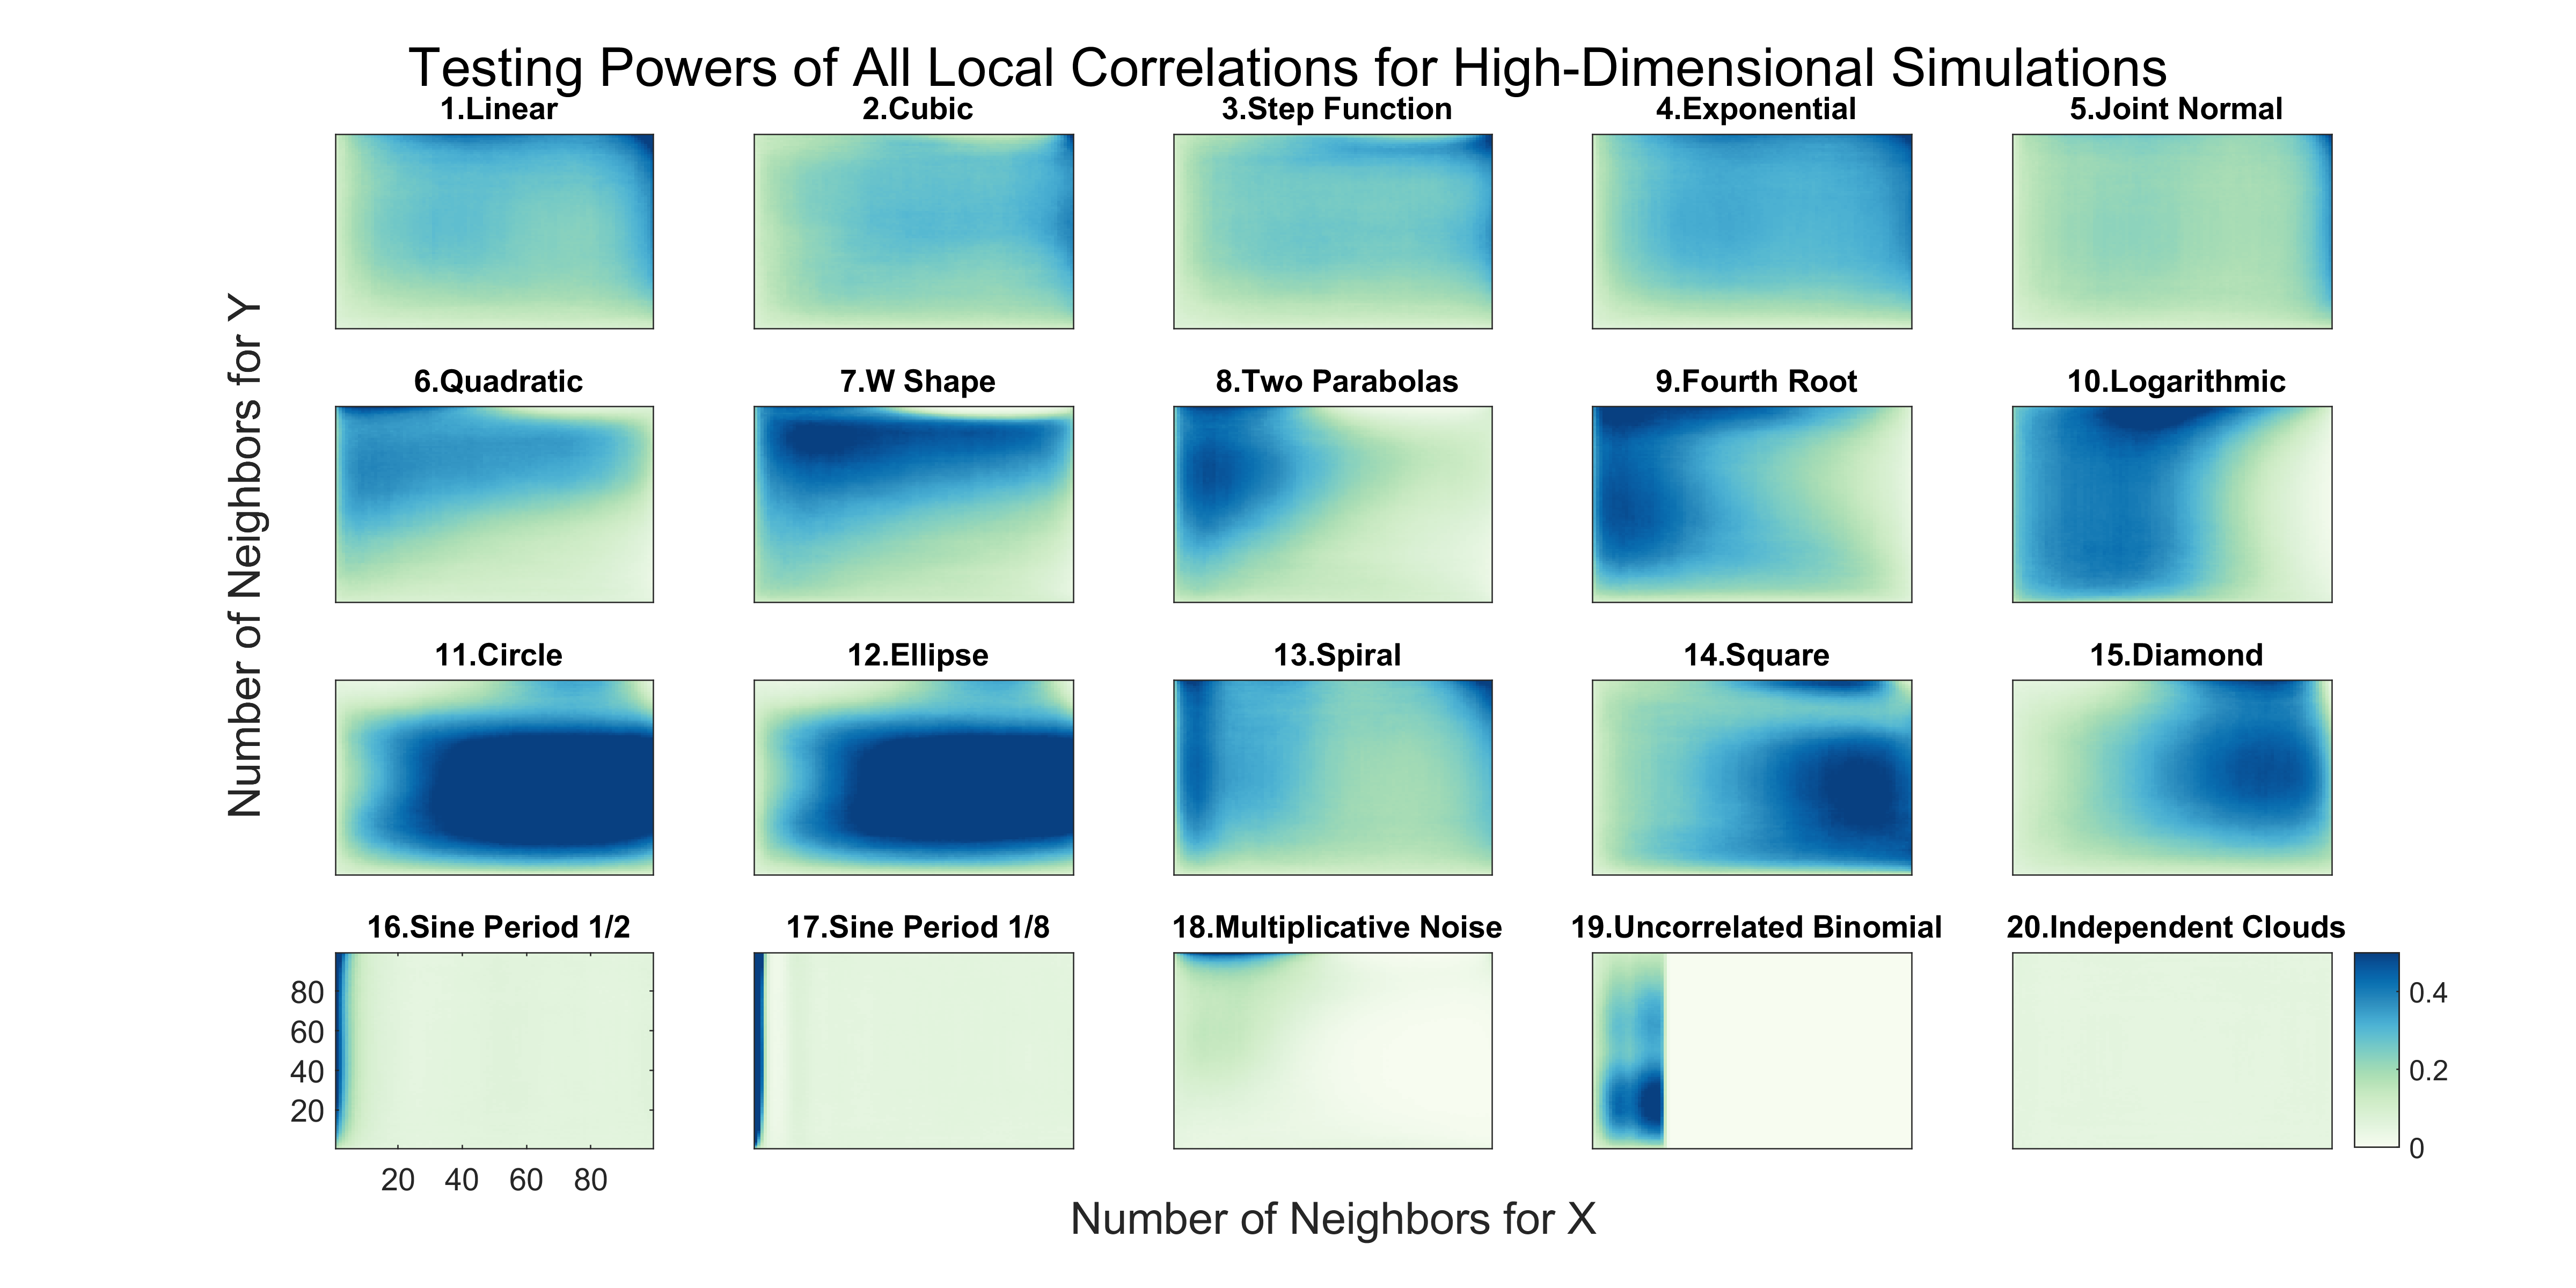 Testing Powers of All Local Correlations for High-Dimensional Simulations
1.Linear
2.Cubic
3.Step Function
4.Exponential
5.Joint Normal
6.Quadratic
7.W Shape
8.Two Parabolas
9.Fourth Root
10.Logarithmic
Number of Neighbors for Y
11.Circle
12.Ellipse
13.Spiral
14.Square
15.Diamond
16.Sine Period 1/2
17.Sine Period 1/8
18.Multiplicative Noise
19.Uncorrelated Binomial
20.Independent Clouds
80
60
40
20
20
40
60
80
0.4
0.2
0
Number of Neighbors for X